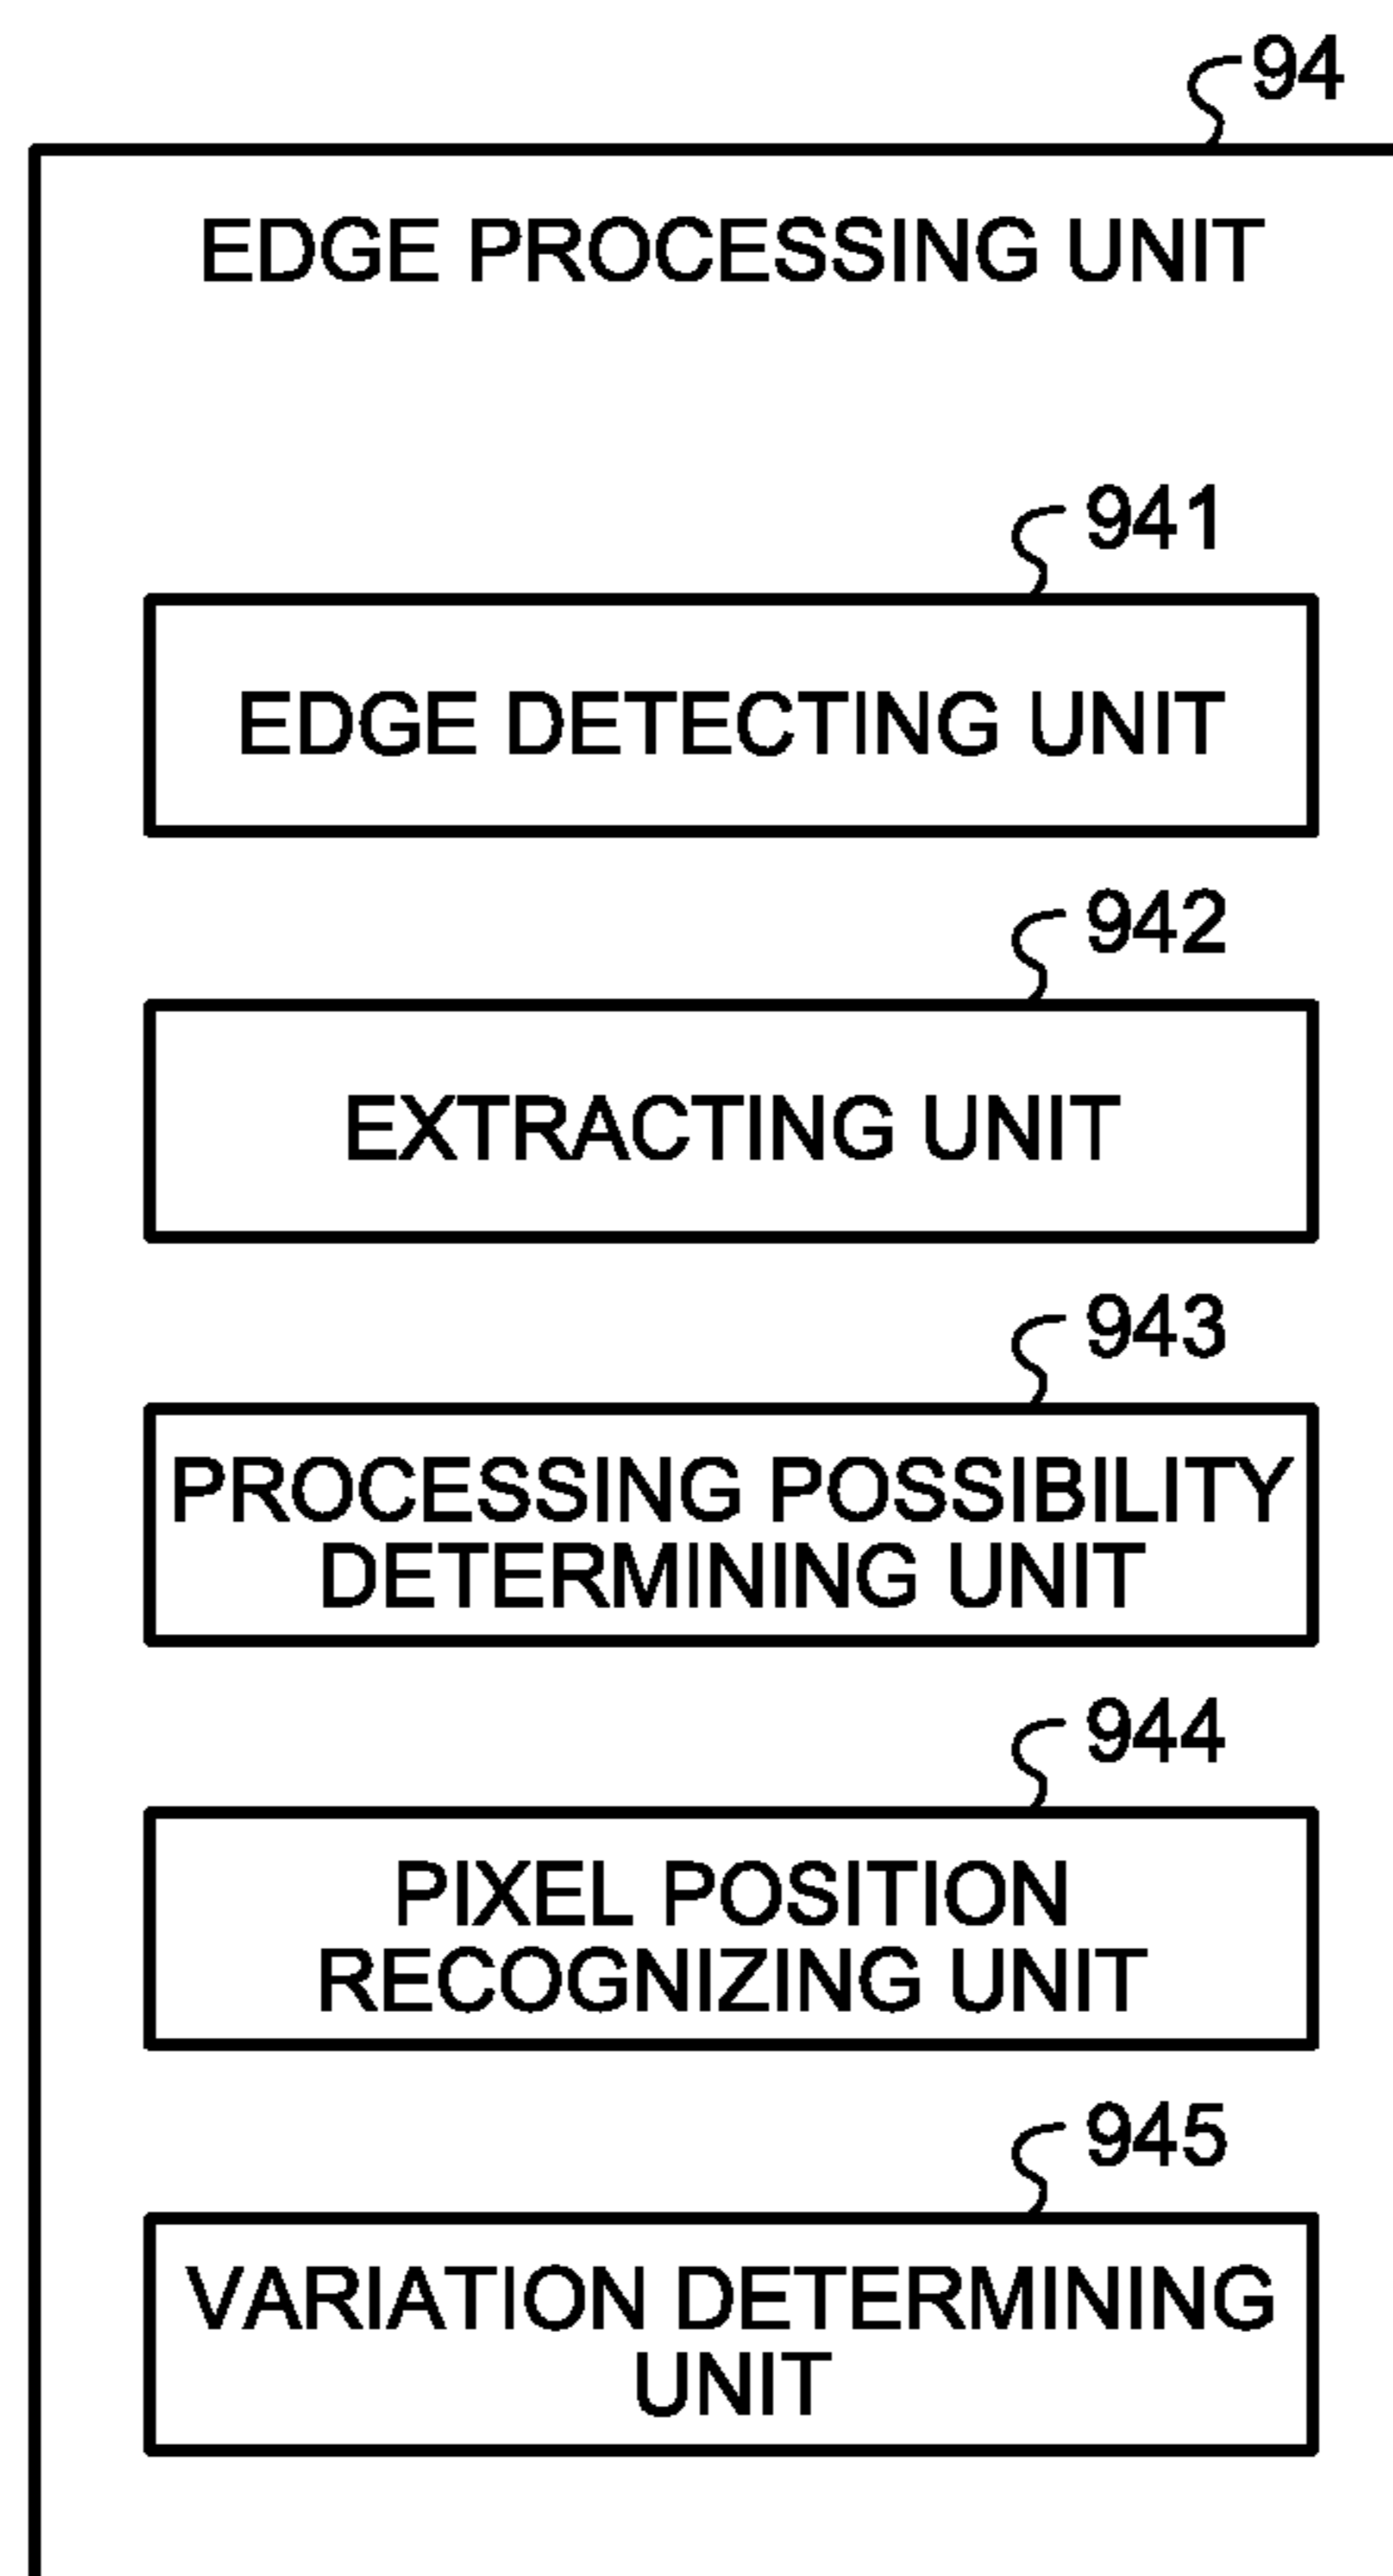 94
EDGE PROCESSING UNIT
941
EDGE DETECTING UNIT
942
EXTRACTING UNIT
943
PROCESSING POSSIBILITY
DETERMINING UNIT
944
PIXEL POSITION
RECOGNIZING UNIT
945
VARIATION DETERMINING
UNIT